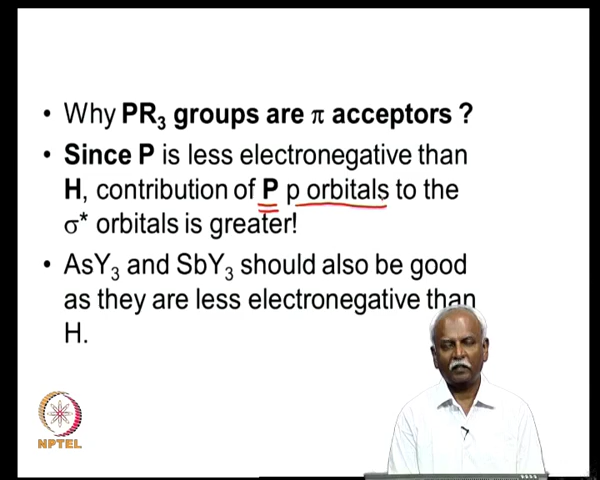 • Why PR₃ groups are π acceptors ?
• Since P is less electronegative than
H, contribution of P p orbitals to the
σ* orbitals is greater!
• AsY₃ and SbY₃ should also be good
as they are less electronegative than
H.
NPTEL